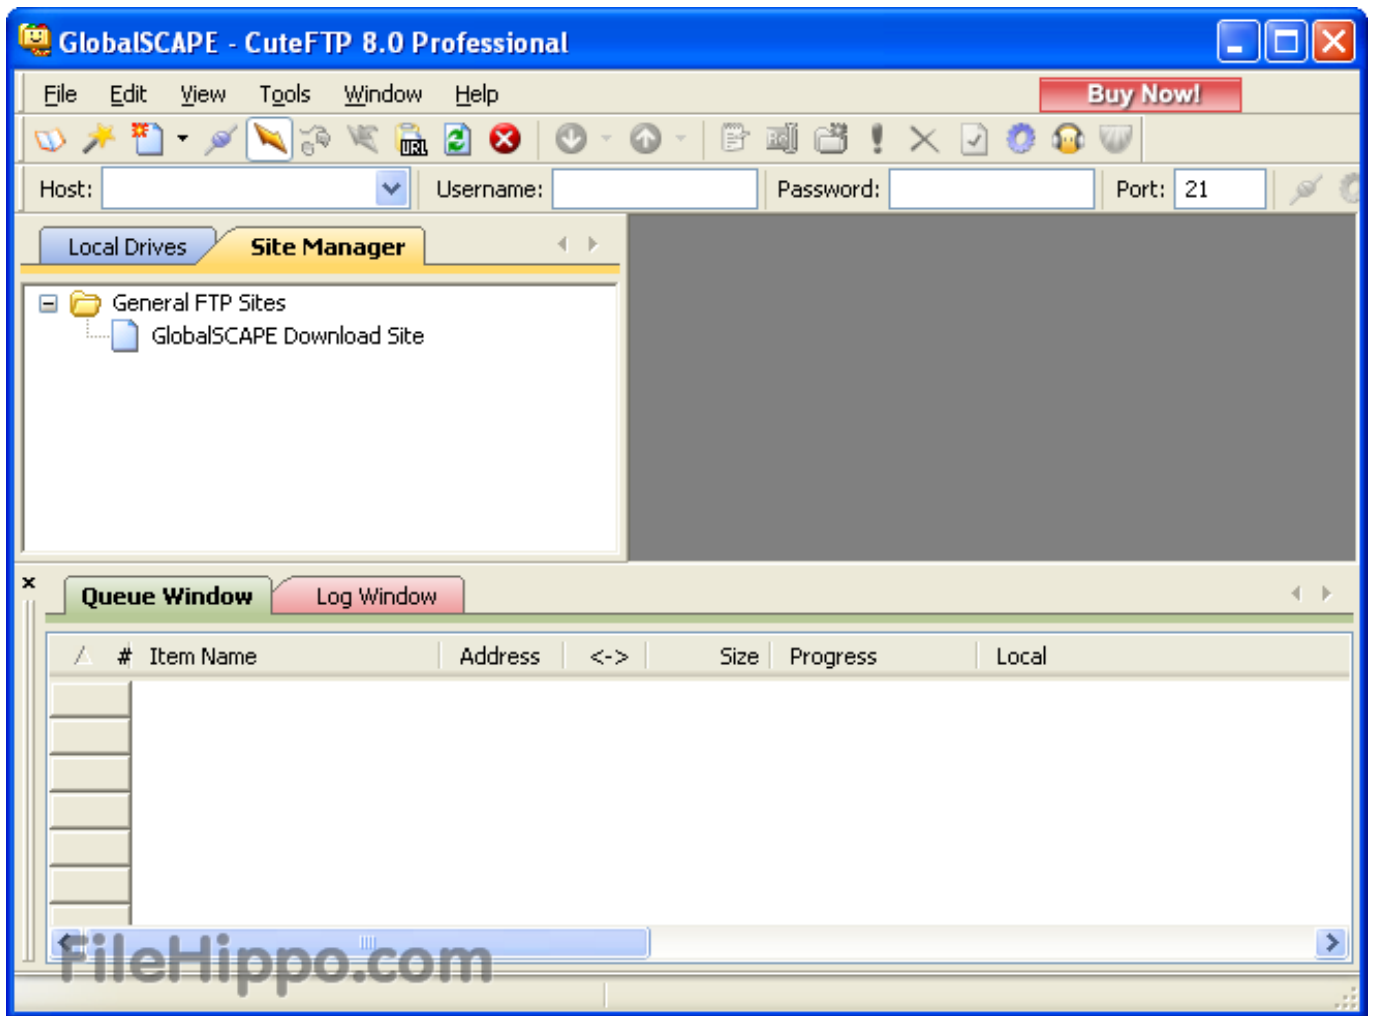 GlobalSCAPE - CuteFTP 8.0 Professional
File Edit View Tools Window Help Buy Now!
URL
Host: Username: Password: Port: 21
Local Drives Site Manager
General FTP Sites
GlobalSCAPE Download Site
Queue Window Log Window
# Item Name Address <-> Size Progress Local
FileHippo.com